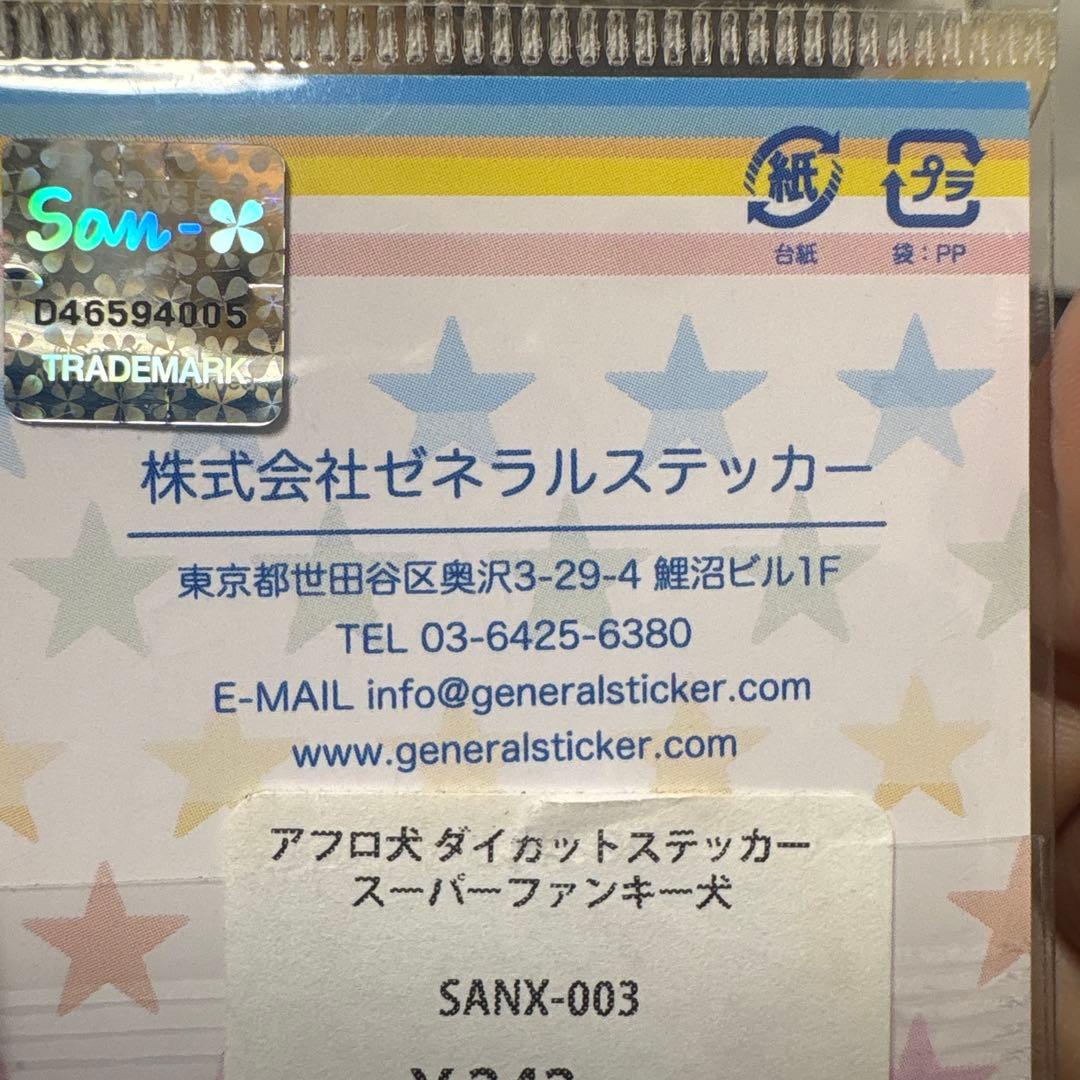 San-X
D46594005
TRADEMARK
紙
プラ
台紙
袋:PP
株式会社ゼネラルステッカー
東京都世田谷区奥沢3-29-4 鯉沼ビル1F
TEL 03-6425-6380
E-MAIL info@generalsticker.com
www.generalsticker.com
アフロ犬 ダイカットステッカー
スーパーファンキー犬
SANX-003